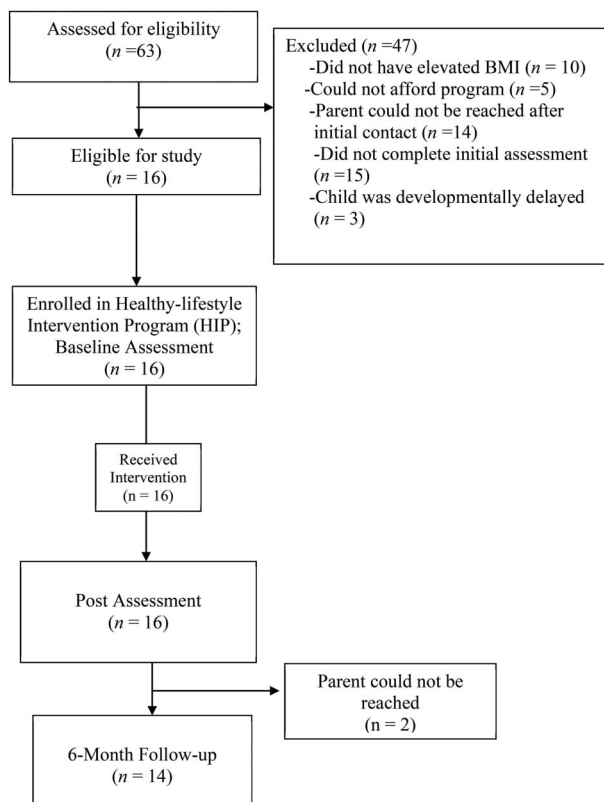 Assessed for eligibility
(n =63)
Excluded (n =47)
-Did not have elevated BMI (n = 10)
-Could not afford program (n =5)
-Parent could not be reached after
initial contact (n =14)
-Did not complete initial assessment
(n =15)
-Child was developmentally delayed
(n = 3)
Eligible for study
(n = 16)
Enrolled in Healthy-lifestyle
Intervention Program (HIP);
Baseline Assessment
(n = 16)
Received
Intervention
(n = 16)
Post Assessment
(n = 16)
Parent could not be
reached
(n = 2)
6-Month Follow-up
(n = 14)